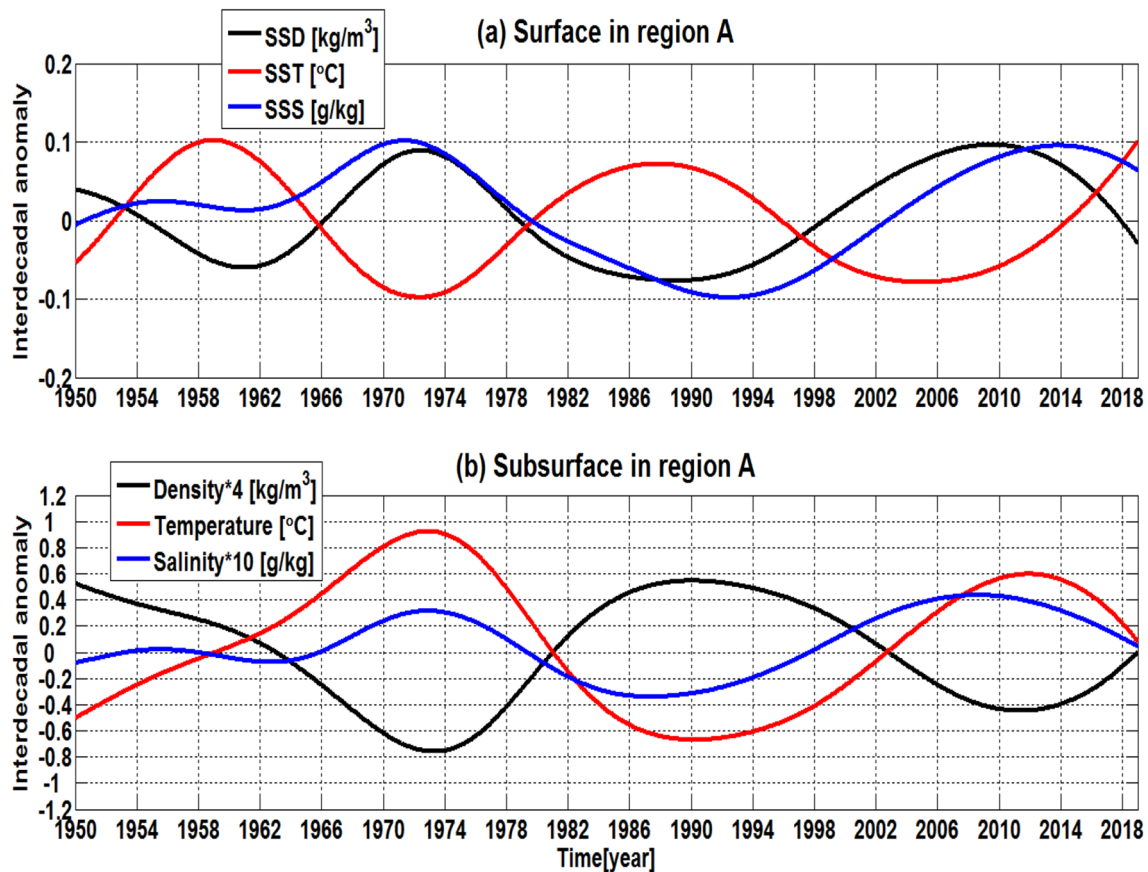 (a) Surface in region A
SSD [kg/m³]
SST [°C]
SSS [g/kg]
Interdecadal anomaly
0.2
0.1
0
-0.1
-0.2
1950 1954 1958 1962 1966 1970 1974 1978 1982 1986 1990 1994 1998 2002 2006 2010 2014 2018
(b) Subsurface in region A
Density*4 [kg/m³]
Temperature [°C]
Salinity*10 [g/kg]
Interdecadal anomaly
1.2
1
0.8
0.6
0.4
0.2
0
-0.2
-0.4
-0.6
-0.8
-1
-1.2
1950 1954 1958 1962 1966 1970 1974 1978 1982 1986 1990 1994 1998 2002 2006 2010 2014 2018
Time[year]